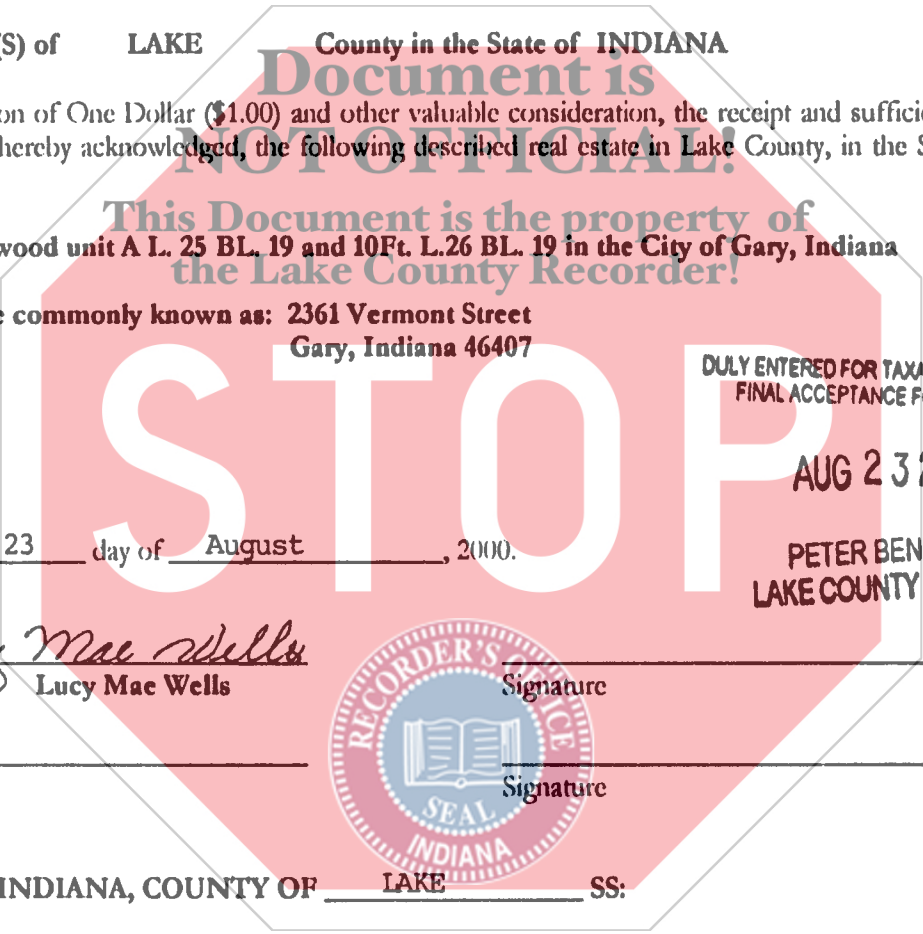 (S) of LAKE County in the State of INDIANA
Document is
on of One Dollar ($1.00) and other valuable consideration, the receipt and suffici
hereby acknowledged, the following described real estate in Lake County, in the S
NOT OFFICIAL!
This Document is the property of
wood unit A L. 25 BL. 19 and 10Ft. L.26 BL. 19 in the City of Gary, Indiana
the Lake County Recorder!
e commonly known as: 2361 Vermont Street
Gary, Indiana 46407
DULY ENTERED FOR TAXA
FINAL ACCEPTANCE F
STOP
AUG 23 2
23 day of August, 2000.
PETER BEN
LAKE COUNTY
Mae Wells
Lucy Mae Wells
Signature
RECORDER'S OFFICE
SEAL
INDIANA
Signature
INDIANA, COUNTY OF LAKE SS: